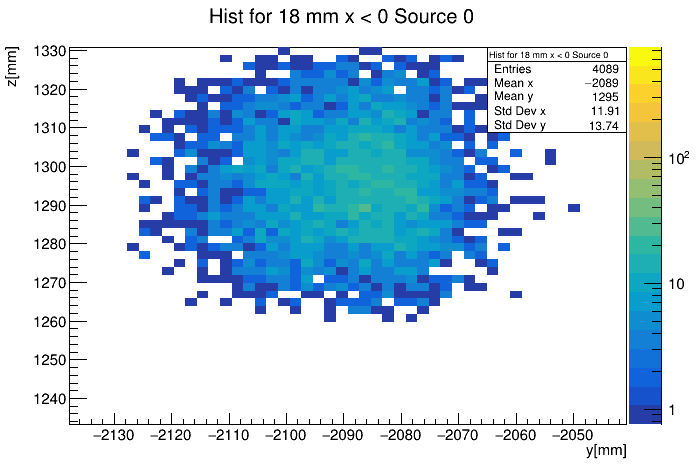 Hist for 18 mm x < 0 Source 0
z[mm]
1330
1320
1310
1300
1290
1280
1270
1260
1250
1240
Hist for 18 mm x < 0 Source 0
Entries 4089
Mean x −2089
Mean y 1295
Std Dev x 11.91
Std Dev y 13.74
10²
10
1
−2130 −2120 −2110 −2100 −2090 −2080 −2070 −2060 −2050
y[mm]